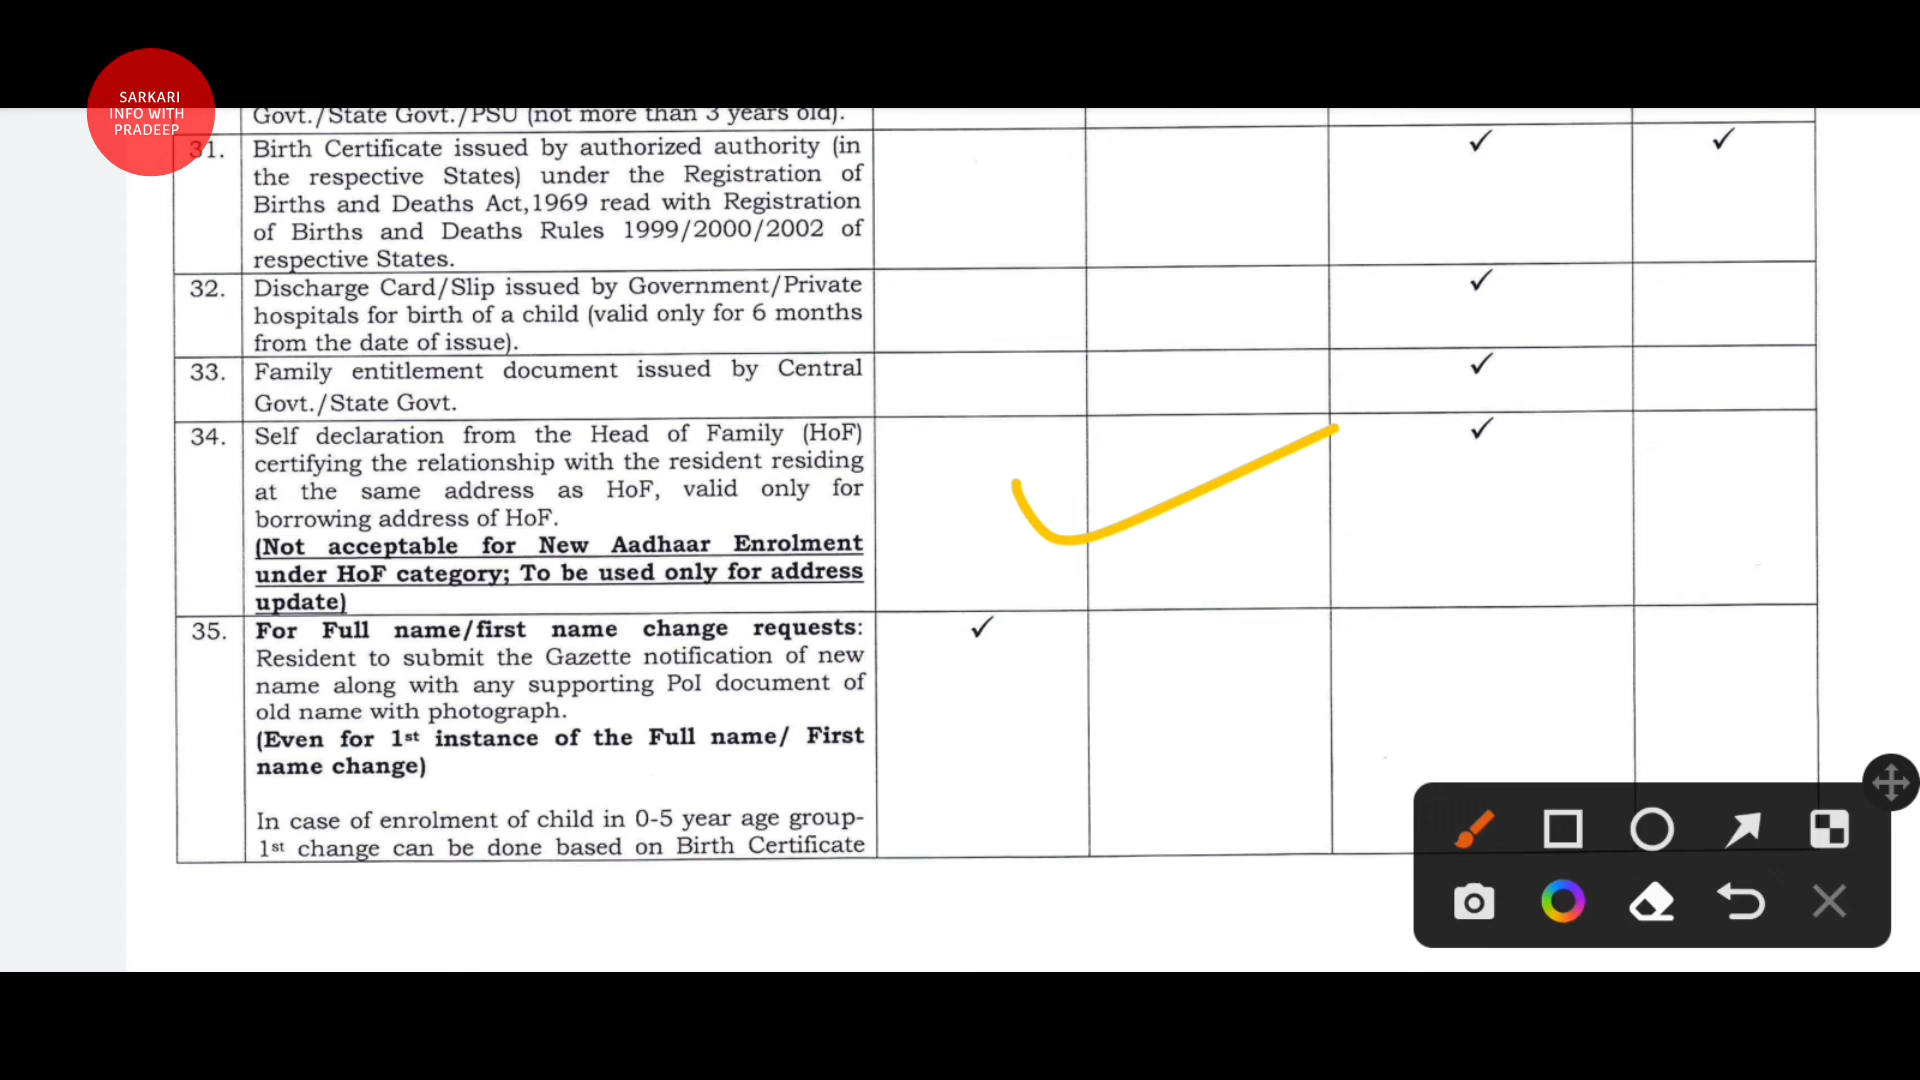 SARKARI
INFO WITH
PRADEEP
Govt./State Govt./PSU (not more than 3 years old).
31. Birth Certificate issued by authorized authority (in
the respective States) under the Registration of
Births and Deaths Act,1969 read with Registration
of Births and Deaths Rules 1999/2000/2002 of
respective States.
32. Discharge Card/Slip issued by Government/Private
hospitals for birth of a child (valid only for 6 months
from the date of issue).
33. Family entitlement document issued by Central
Govt./State Govt.
34. Self declaration from the Head of Family (HoF)
certifying the relationship with the resident residing
at the same address as HoF, valid only for
borrowing address of HoF.
(Not acceptable for New Aadhaar Enrolment
under HoF category; To be used only for address
update)
35. For Full name/first name change requests:
Resident to submit the Gazette notification of new
name along with any supporting PoI document of
old name with photograph.
(Even for 1st instance of the Full name/ First
name change)
In case of enrolment of child in 0-5 year age group-
1st change can be done based on Birth Certificate